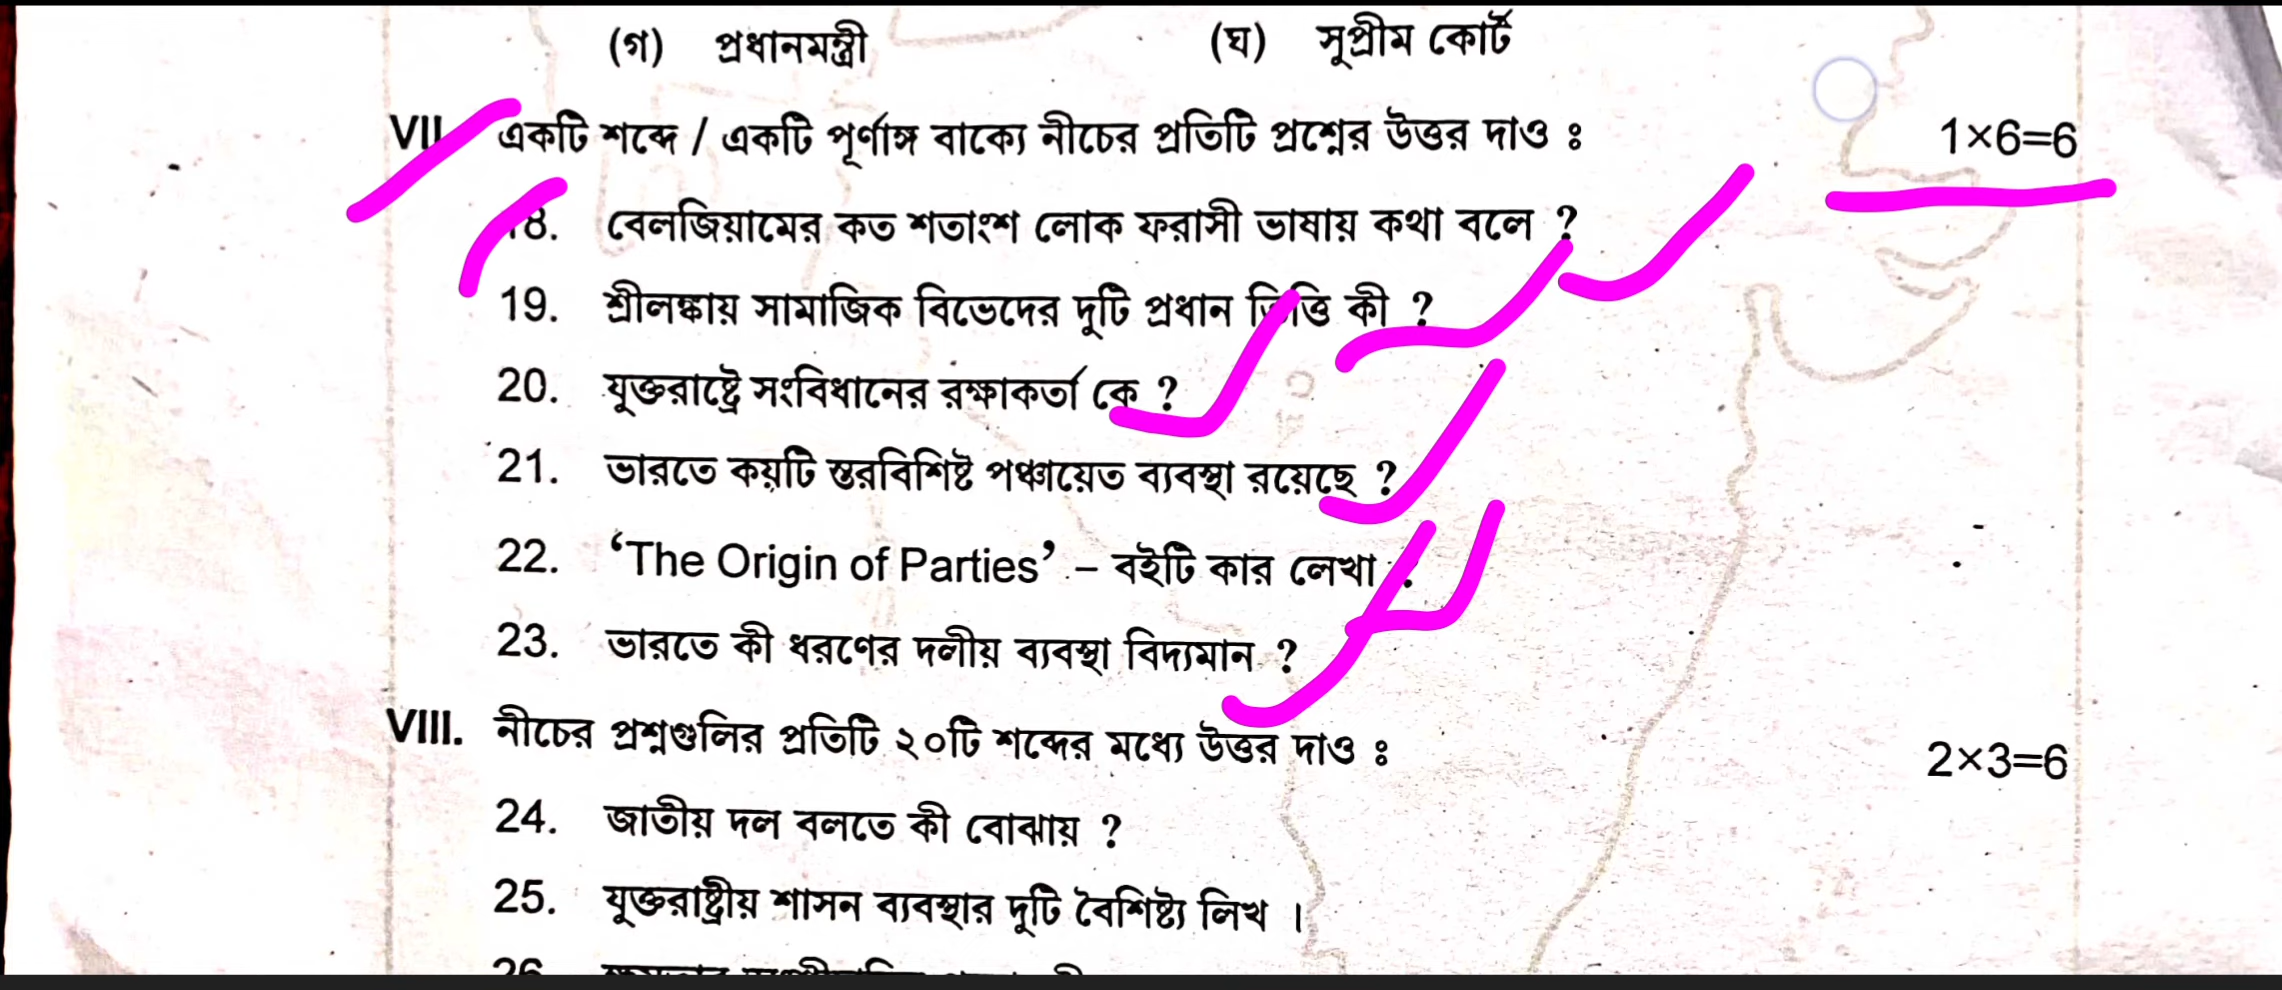 (গ) প্রধানমন্ত্রী (ঘ) সুপ্রীম কোর্ট
VII. একটি শব্দে / একটি পূর্ণাঙ্গ বাক্যে নীচের প্রতিটি প্রশ্নের উত্তর দাও ঃ 1×6=6
18. বেলজিয়ামের কত শতাংশ লোক ফরাসী ভাষায় কথা বলে ?
19. শ্রীলঙ্কায় সামাজিক বিভেদের দুটি প্রধান ভিত্তি কী ?
20. যুক্তরাষ্ট্রে সংবিধানের রক্ষাকর্তা কে ?
21. ভারতে কয়টি স্তরবিশিষ্ট পঞ্চায়েত ব্যবস্থা রয়েছে ?
22. ‘The Origin of Parties’ – বইটি কার লেখা ?
23. ভারতে কী ধরণের দলীয় ব্যবস্থা বিদ্যমান ?
VIII. নীচের প্রশ্নগুলির প্রতিটি ২০টি শব্দের মধ্যে উত্তর দাও ঃ 2×3=6
24. জাতীয় দল বলতে কী বোঝায় ?
25. যুক্তরাষ্ট্রীয় শাসন ব্যবস্থার দুটি বৈশিষ্ট্য লিখ ।
26